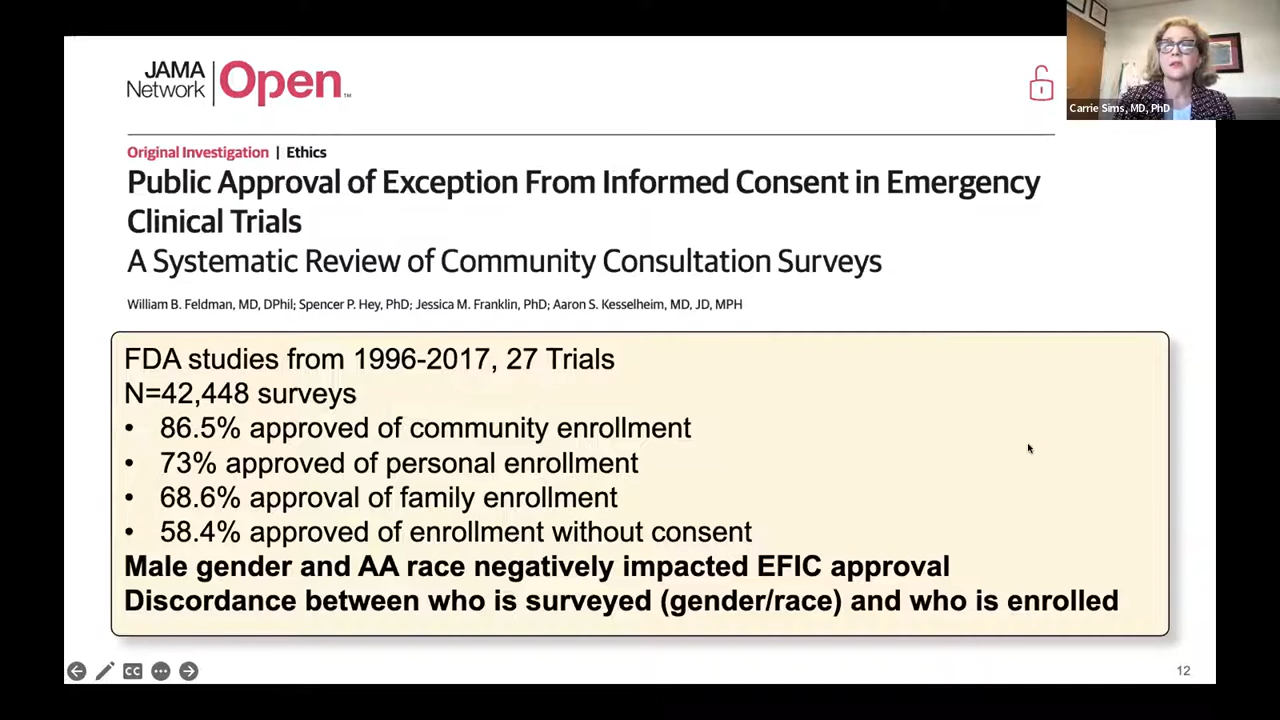 JAMA
Network
Open™
Carrie Sims, MD, PhD
Original Investigation | Ethics
Public Approval of Exception From Informed Consent in Emergency
Clinical Trials
A Systematic Review of Community Consultation Surveys
William B. Feldman, MD, DPhil; Spencer P. Hey, PhD; Jessica M. Franklin, PhD; Aaron S. Kesselheim, MD, JD, MPH
FDA studies from 1996-2017, 27 Trials
N=42,448 surveys
• 86.5% approved of community enrollment
• 73% approved of personal enrollment
• 68.6% approval of family enrollment
• 58.4% approved of enrollment without consent
Male gender and AA race negatively impacted EFIC approval
Discordance between who is surveyed (gender/race) and who is enrolled
CC
12